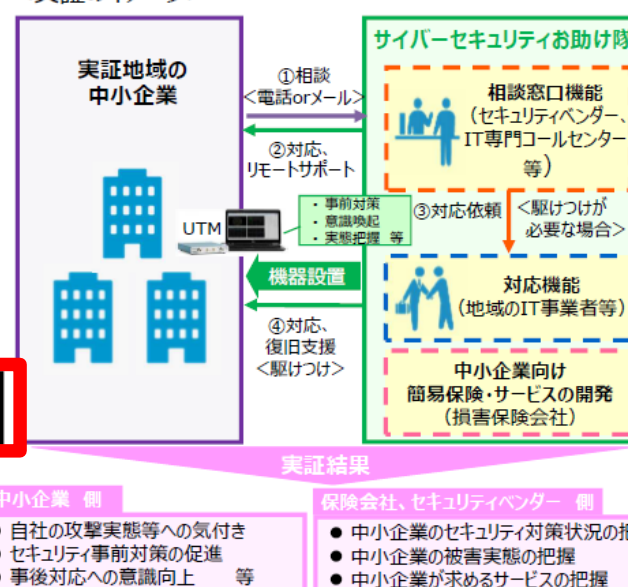 サイバーセキュリティお助け隊
実証地域の
中小企業
①相談
<電話orメール>
②対応、
リモートサポート
UTM
・事前対策
・意識喚起
・実態把握 等
機器設置
④対応、
復旧支援
<駆けつけ>
相談窓口機能
(セキュリティベンダー、
IT専門コールセンター
等)
③対応依頼
<駆けつけが
必要な場合>
対応機能
(地域のIT事業者等)
中小企業向け
簡易保険・サービスの開発
(損害保険会社)
実証結果
中小企業 側
● 自社の攻撃実態等への気付き
● セキュリティ事前対策の促進
● 事後対応への意識向上 等
保険会社、セキュリティベンダー 側
● 中小企業のセキュリティ対策状況の把
● 中小企業の被害実態の把握
● 中小企業が求めるサービスの把握